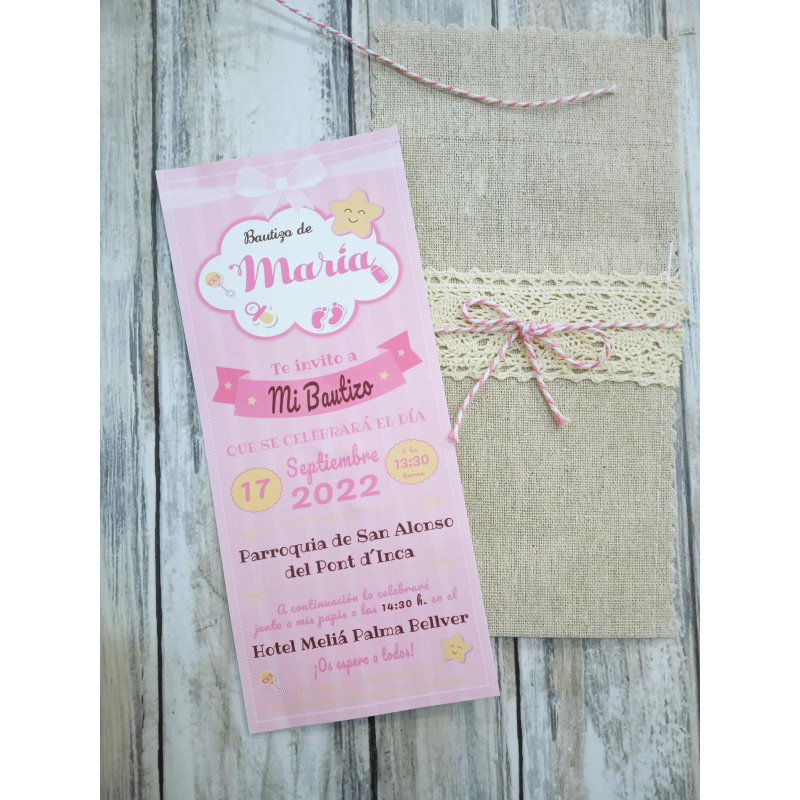 Bautizo de
María
Te invito a
Mi Bautizo
QUE SE CELEBRARÁ EL DÍA
17 Septiembre 2022 A las 13:30 horas
Parroquia de San Alonso
del Pont d´Inca
A continuación lo celebraré
junto a mis papis a las 14:30 h. en el
Hotel Meliá Palma Bellver
¡Os espero a todos!